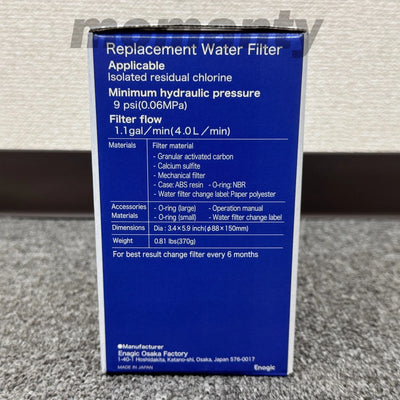 momonty
Replacement Water Filter
Applicable
Isolated residual chlorine
Minimum hydraulic pressure
9 psi(0.06MPa)
Filter flow
1.1gal／min(4.0L／min)
Materials
Filter material
- Granular activated carbon
- Calcium sulfite
- Mechanical filter
- Case: ABS resin - O-ring: NBR
- Water filter change label: Paper polyester
Accessories Materials
- O-ring (large) - Operation manual
- O-ring (small) - Water filter change label
Dimensions
Dia : 3.4×5.9 inch(φ88×150mm)
Weight
0.81 lbs(370g)
For best result change filter every 6 months
●Manufacturer
Enagic Osaka Factory
1-40-1 Hoshidakita, Katano-shi, Osaka, Japan 576-0017
MADE IN JAPAN
Enagic